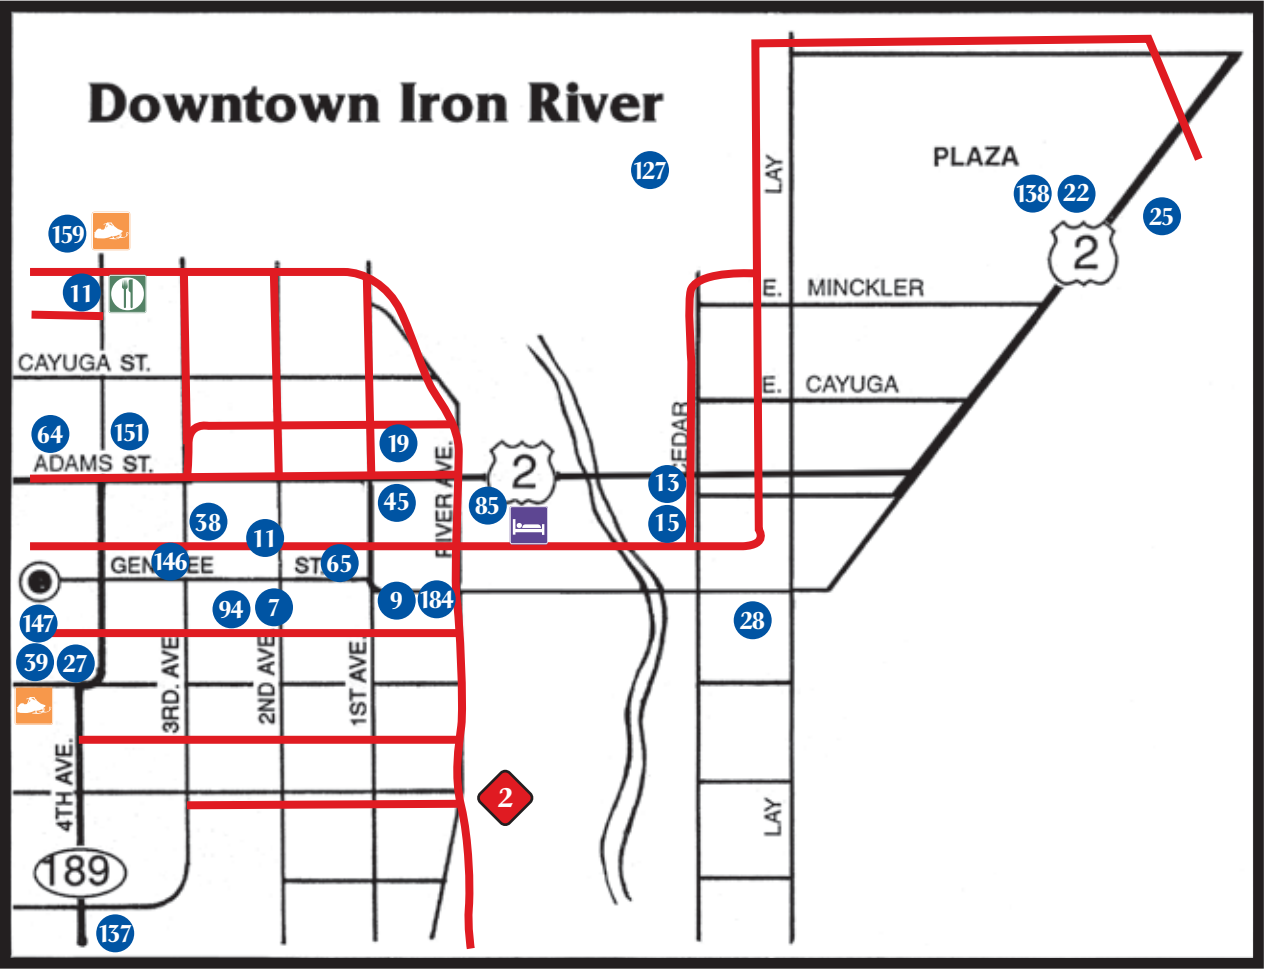 Downtown Iron River
127
LAY
PLAZA
138
22
25
159
2
11
E.
MINCKLER
CAYUGA ST.
E.
CAYUGA
64
151
19
EDAR
ADAMS ST.
RIVER AVE.
2
13
45
85
38
15
11
146
GEN EE
ST.
65
147
94
7
9
184
28
39
27
3RD. AVE
2ND AVE
1ST AVE.
4TH AVE.
2
LAY
189
137